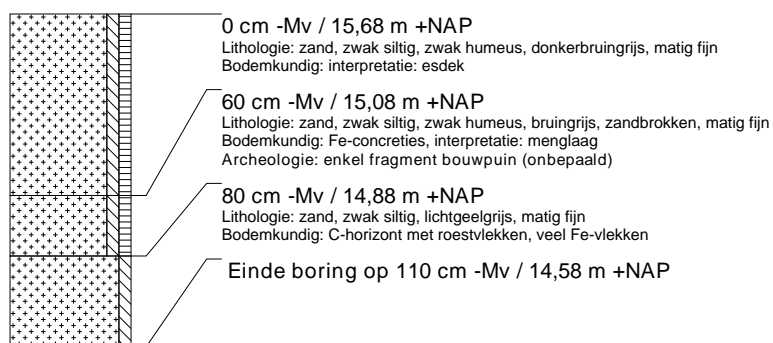 0 cm -Mv / 15,68 m +NAP
Lithologie: zand, zwak siltig, zwak humeus, donkerbruingrijs, matig fijn
Bodemkundig: interpretatie: esdek
60 cm -Mv / 15,08 m +NAP
Lithologie: zand, zwak siltig, zwak humeus, bruingrijs, zandbrokken, matig fijn
Bodemkundig: Fe-concreties, interpretatie: menglaag
Archeologie: enkel fragment bouwpuin (onbepaald)
80 cm -Mv / 14,88 m +NAP
Lithologie: zand, zwak siltig, lichtgeelgrijs, matig fijn
Bodemkundig: C-horizont met roestvlekken, veel Fe-vlekken
Einde boring op 110 cm -Mv / 14,58 m +NAP